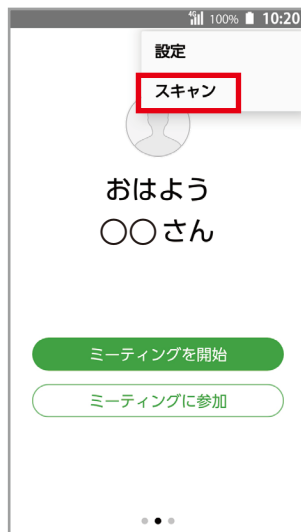 4G 100% 10:20
設定
スキャン
おはよう
○○さん
ミーティングを開始
ミーティングに参加